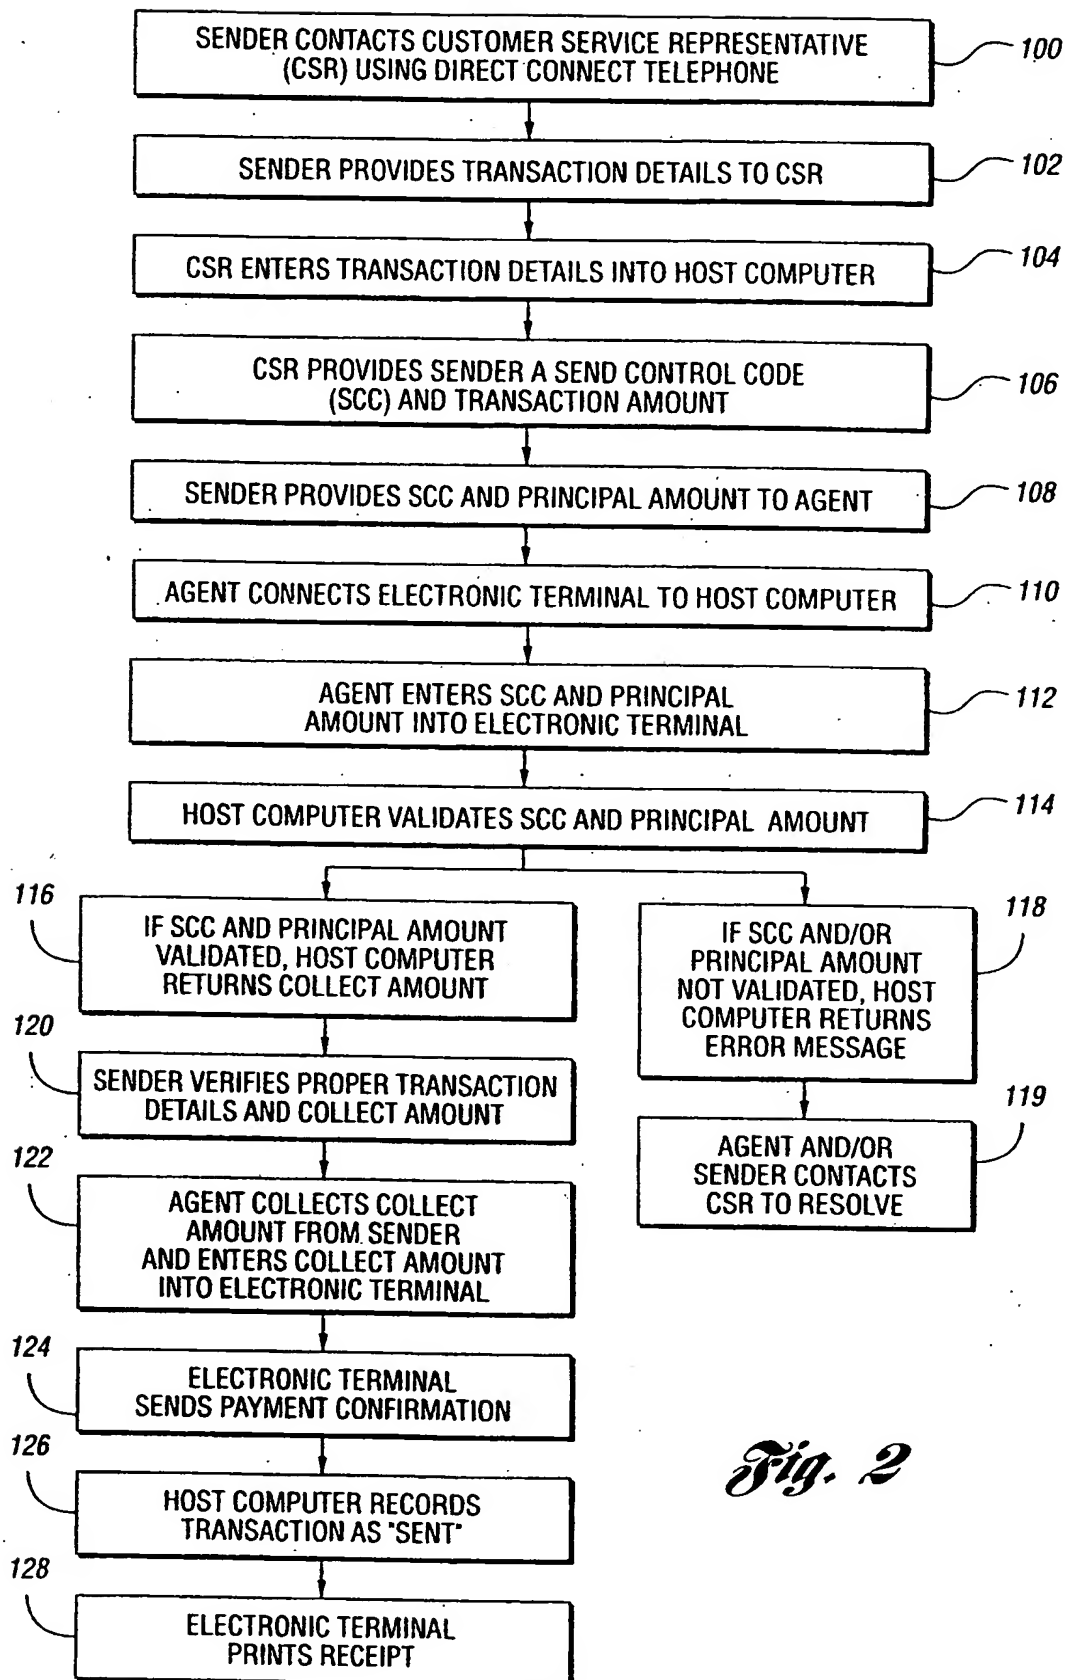 SENDER CONTACTS CUSTOMER SERVICE REPRESENTATIVE
(CSR) USING DIRECT CONNECT TELEPHONE
100
SENDER PROVIDES TRANSACTION DETAILS TO CSR
102
CSR ENTERS TRANSACTION DETAILS INTO HOST COMPUTER
104
CSR PROVIDES SENDER A SEND CONTROL CODE
(SCC) AND TRANSACTION AMOUNT
106
SENDER PROVIDES SCC AND PRINCIPAL AMOUNT TO AGENT
108
AGENT CONNECTS ELECTRONIC TERMINAL TO HOST COMPUTER
110
AGENT ENTERS SCC AND PRINCIPAL
AMOUNT INTO ELECTRONIC TERMINAL
112
HOST COMPUTER VALIDATES SCC AND PRINCIPAL AMOUNT
114
116
IF SCC AND PRINCIPAL AMOUNT
VALIDATED, HOST COMPUTER
RETURNS COLLECT AMOUNT
118
IF SCC AND/OR
PRINCIPAL AMOUNT
NOT VALIDATED, HOST
COMPUTER RETURNS
ERROR MESSAGE
120
SENDER VERIFIES PROPER TRANSACTION
DETAILS AND COLLECT AMOUNT
119
AGENT AND/OR
SENDER CONTACTS
CSR TO RESOLVE
122
AGENT COLLECTS COLLECT
AMOUNT FROM SENDER
AND ENTERS COLLECT AMOUNT
INTO ELECTRONIC TERMINAL
124
ELECTRONIC TERMINAL
SENDS PAYMENT CONFIRMATION
126
HOST COMPUTER RECORDS
TRANSACTION AS "SENT"
128
ELECTRONIC TERMINAL
PRINTS RECEIPT
Fig. 2